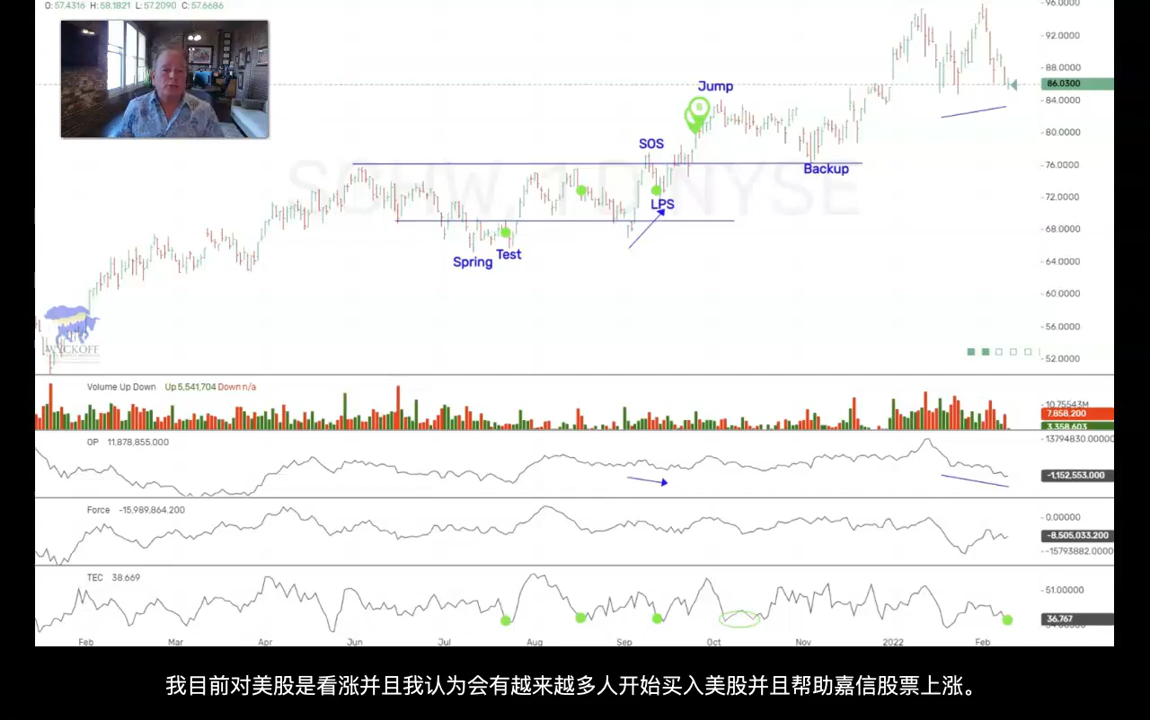 O: 57.4316 H: 58.1821 L: 57.2090 C: 57.6686
96.0000
92.0000
88.0000
86.0300
84.0000
80.0000
76.0000
72.0000
68.0000
64.0000
60.0000
56.0000
52.0000
Jump
SOS
Backup
LPS
Test
Spring
SCHW, 1D NYSE
WYCKOFF
Volume Up Down Up 5,541,704 Down n/a
10.75543M
7,858,200
3,358,603
OP 11,878,855.000
13794830.00000
-1,152,553.000
Force -15,989,864.200
0.00000
-8,505,033.200
-15793882.0000
TEC 38.669
51.00000
36.767
Feb Mar Apr Jun Jul Aug Sep Oct Nov 2022 Feb
我目前对美股是看涨并且我认为会有越来越多人开始买入美股并且帮助嘉信股票上涨。